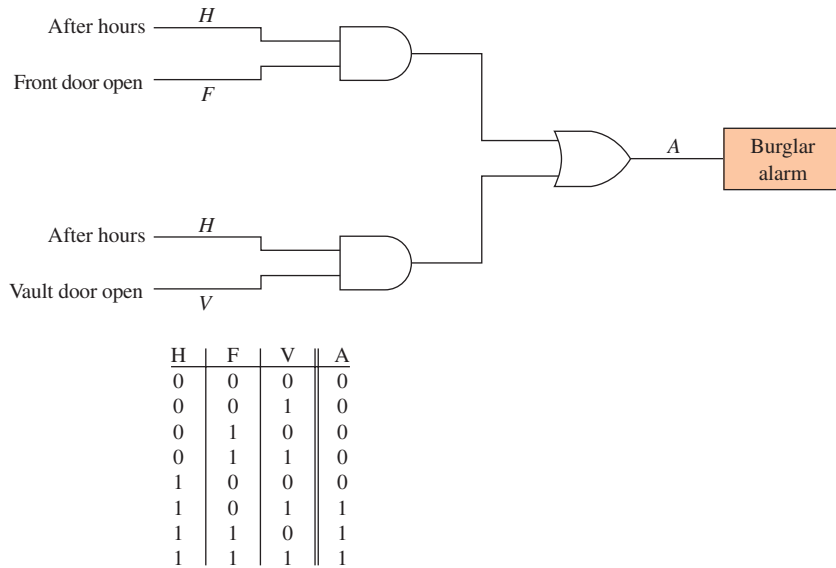 After hours H
Front door open F
A
Burglar
alarm
After hours H
Vault door open V
H F V A
0 0 0 0
0 0 1 0
0 1 0 0
0 1 1 0
1 0 0 0
1 0 1 1
1 1 0 1
1 1 1 1